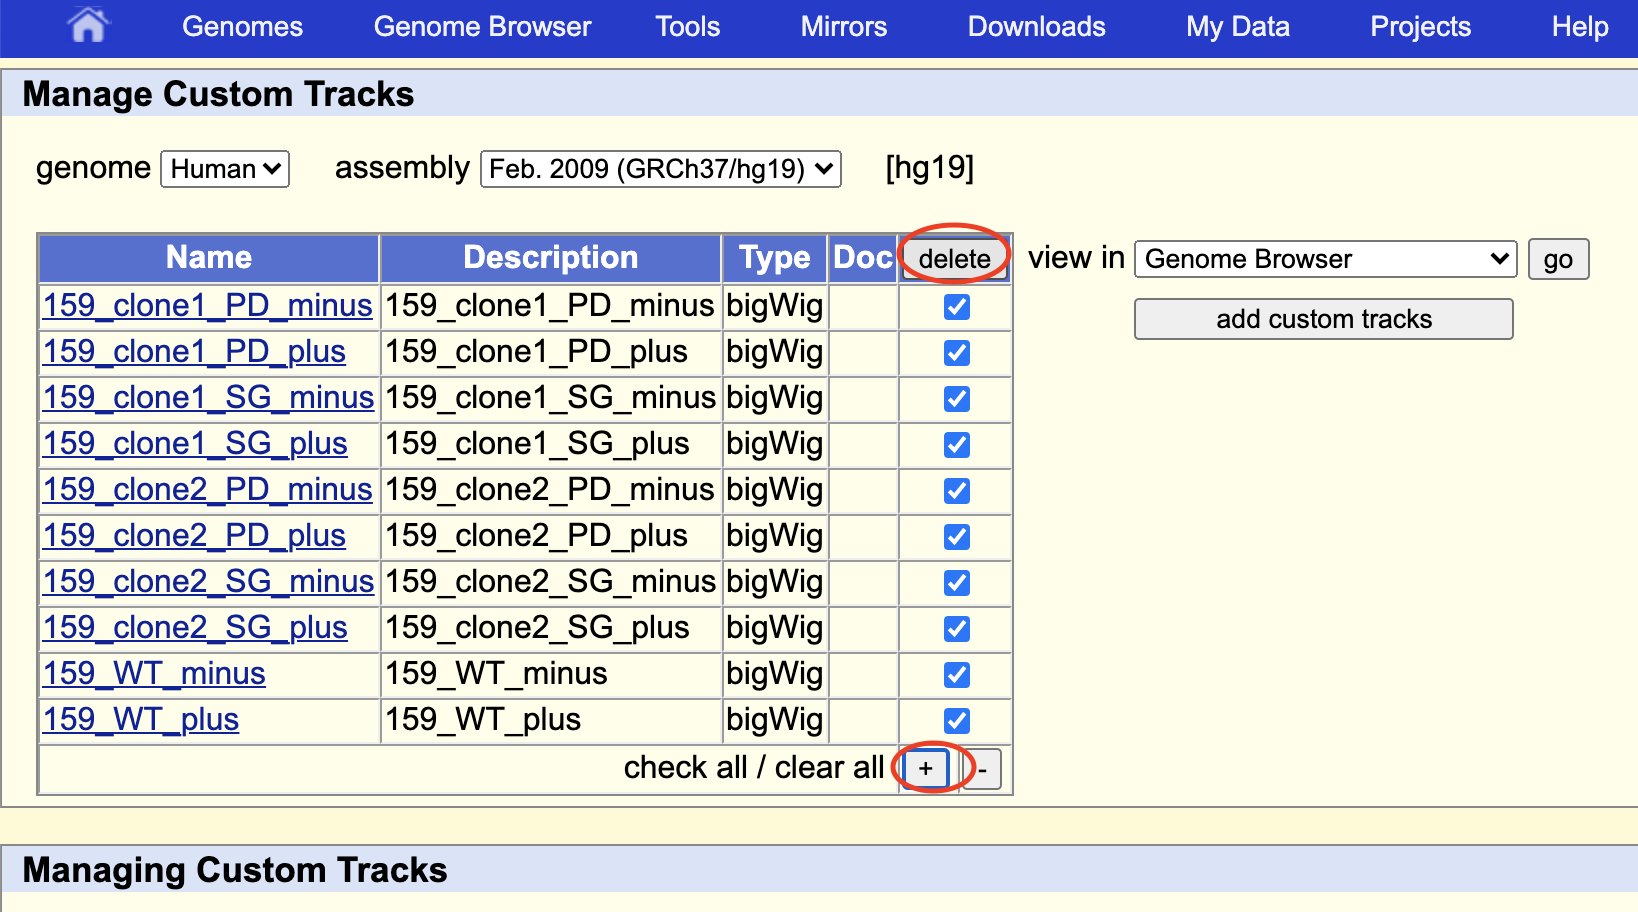 Genomes Genome Browser Tools Mirrors Downloads My Data Projects Help
Manage Custom Tracks
genome Human assembly Feb. 2009 (GRCh37/hg19) [hg19]
Name Description Type Doc delete view in Genome Browser go
159_clone1_PD_minus 159_clone1_PD_minus bigWig
add custom tracks
159_clone1_PD_plus 159_clone1_PD_plus bigWig
159_clone1_SG_minus 159_clone1_SG_minus bigWig
159_clone1_SG_plus 159_clone1_SG_plus bigWig
159_clone2_PD_minus 159_clone2_PD_minus bigWig
159_clone2_PD_plus 159_clone2_PD_plus bigWig
159_clone2_SG_minus 159_clone2_SG_minus bigWig
159_clone2_SG_plus 159_clone2_SG_plus bigWig
159_WT_minus 159_WT_minus bigWig
159_WT_plus 159_WT_plus bigWig
check all / clear all + -
Managing Custom Tracks